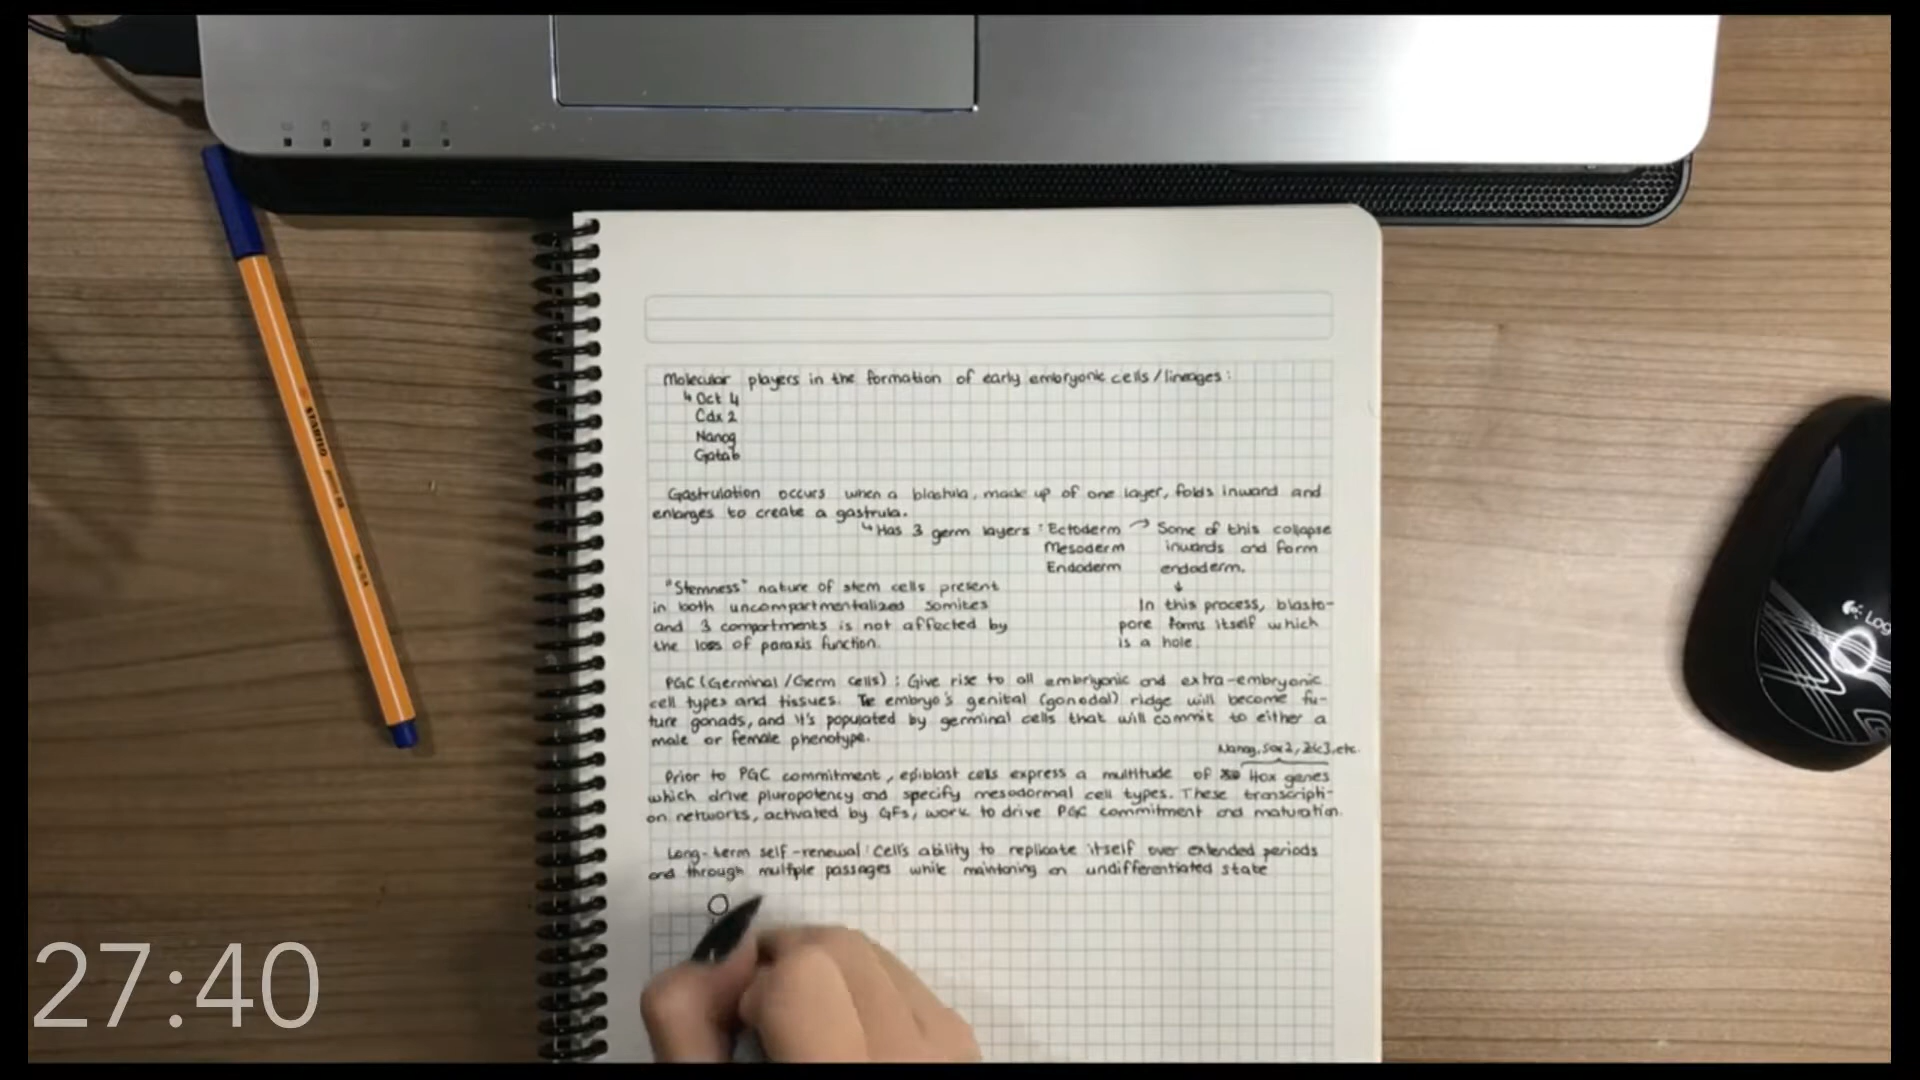 Molecular players in the formation of early embryonic cells/lineages:
↳ Oct 4
Cdx 2
Nanog
Gata6
Gastrulation occurs when a blastula, made up of one layer, folds inward and
enlarges to create a gastrula.
↳ Has 3 germ layers: Ectoderm → Some of this collapse
Mesoderm inwards and form
Endoderm endoderm.
"Stemness" nature of stem cells present ↓
in both uncompartmentalized somites In this process, blasto-
and 3 compartments is not affected by pore forms itself which
the loss of paraxis function. is a hole.
PGC (Germinal/Germ cells): Give rise to all embriyonic and extra-embryonic
cell types and tissues. Te embryo's genital (gonadal) ridge will become fu-
ture gonads, and it's populated by germinal cells that will commit to either a
male or female phenotype.
Nanog, Sox2, Zic3, etc.
Prior to PGC commitment, epiblast cells express a multitude of Hox genes
which drive pluropotency and specify mesodormal cell types. These transcripti-
on networks, activated by GFs, work to drive PGC commitment and maturation.
Long-term self-renewal: Cell's ability to replicate itself over extended periods
and through multiple passages while maintaning an undifferentiated state
STABILO
Log
27:40